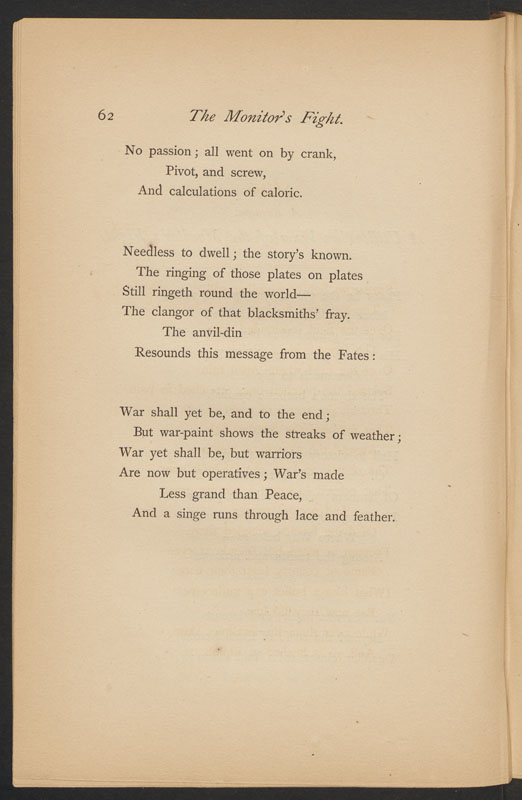 62 The Monitor's Fight.
No passion; all went on by crank,
Pivot, and screw,
And calculations of caloric.
Needless to dwell; the story's known.
The ringing of those plates on plates
Still ringeth round the world—
The clangor of that blacksmiths' fray.
The anvil-din
Resounds this message from the Fates:
War shall yet be, and to the end;
But war-paint shows the streaks of weather;
War yet shall be, but warriors
Are now but operatives; War's made
Less grand than Peace,
And a singe runs through lace and feather.